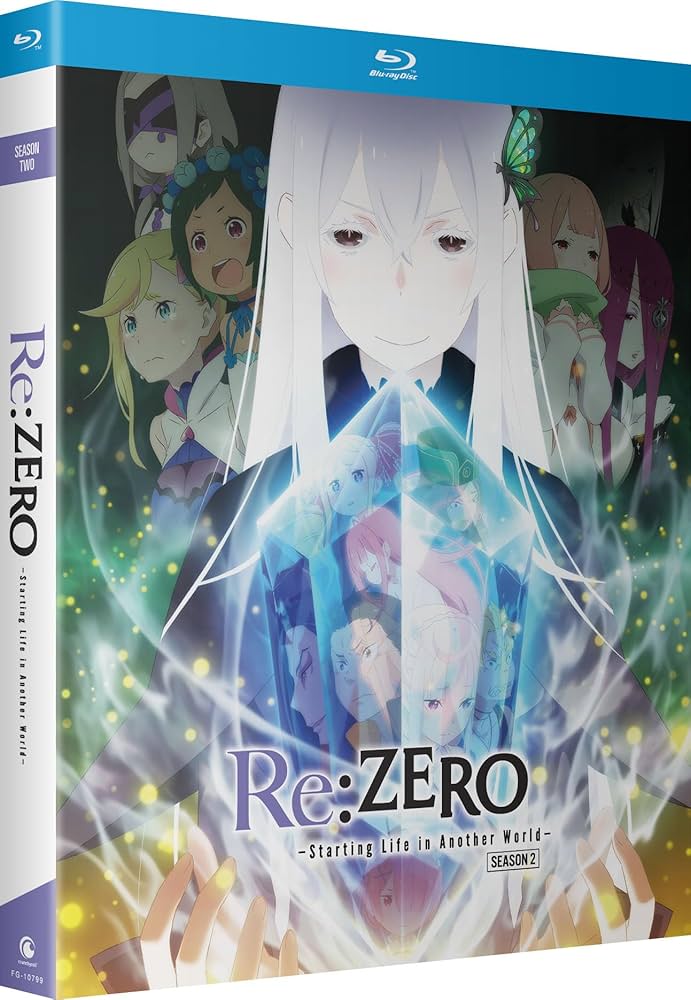 Blu-ray Disc
SEASON
TWO
Re:ZERO
-Starting Life in Another World-
crunchyroll
FG-10799
Re:ZERO
-Starting Life in Another World-
SEASON 2